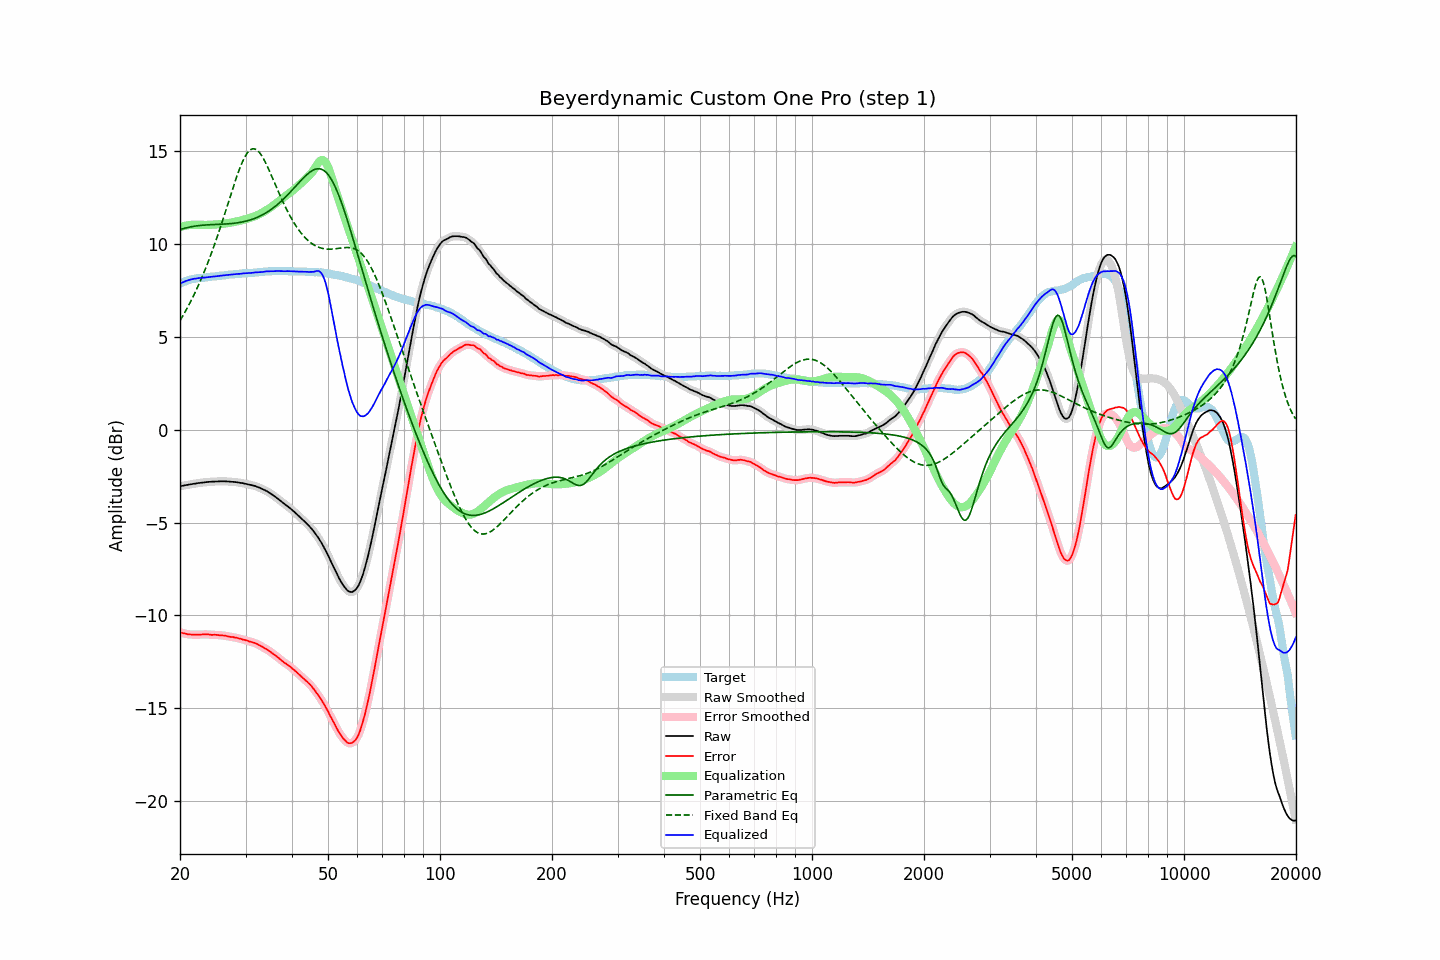 Beyerdynamic Custom One Pro (step 1)
Amplitude (dBr)
15
10
5
0
−5
−10
−15
−20
Target
Raw Smoothed
Error Smoothed
Raw
Error
Equalization
Parametric Eq
Fixed Band Eq
Equalized
20 50 100 200 500 1000 2000 5000 10000 20000
Frequency (Hz)